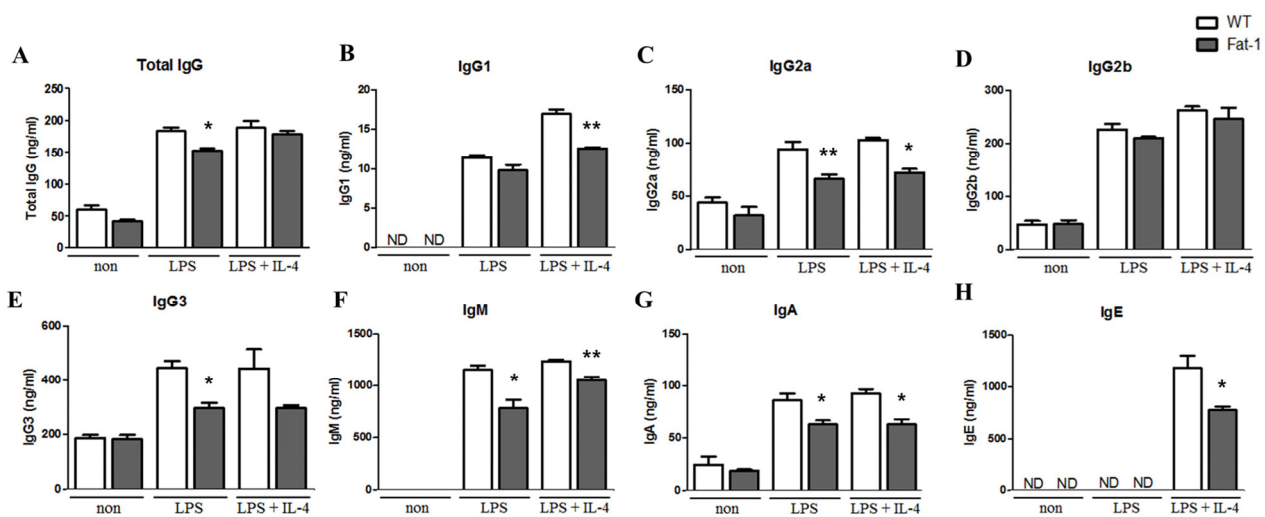 WT
Fat-1
A
Total IgG
Total IgG (ng/ml)
250
200
150
100
50
0
non
LPS
LPS + IL-4
*
B
IgG1
IgG1 (ng/ml)
20
15
10
5
0
ND ND
non
LPS
LPS + IL-4
**
C
IgG2a
IgG2a (ng/ml)
150
100
50
0
non
LPS
LPS + IL-4
**
*
D
IgG2b
IgG2b (ng/ml)
300
200
100
0
non
LPS
LPS + IL-4
E
IgG3
IgG3 (ng/ml)
600
400
200
0
non
LPS
LPS + IL-4
*
F
IgM
IgM (ng/ml)
1500
1000
500
0
non
LPS
LPS + IL-4
*
**
G
IgA
IgA (ng/ml)
150
100
50
0
non
LPS
LPS + IL-4
*
*
H
IgE
IgE (ng/ml)
1500
1000
500
0
ND ND ND ND
non
LPS
LPS + IL-4
*